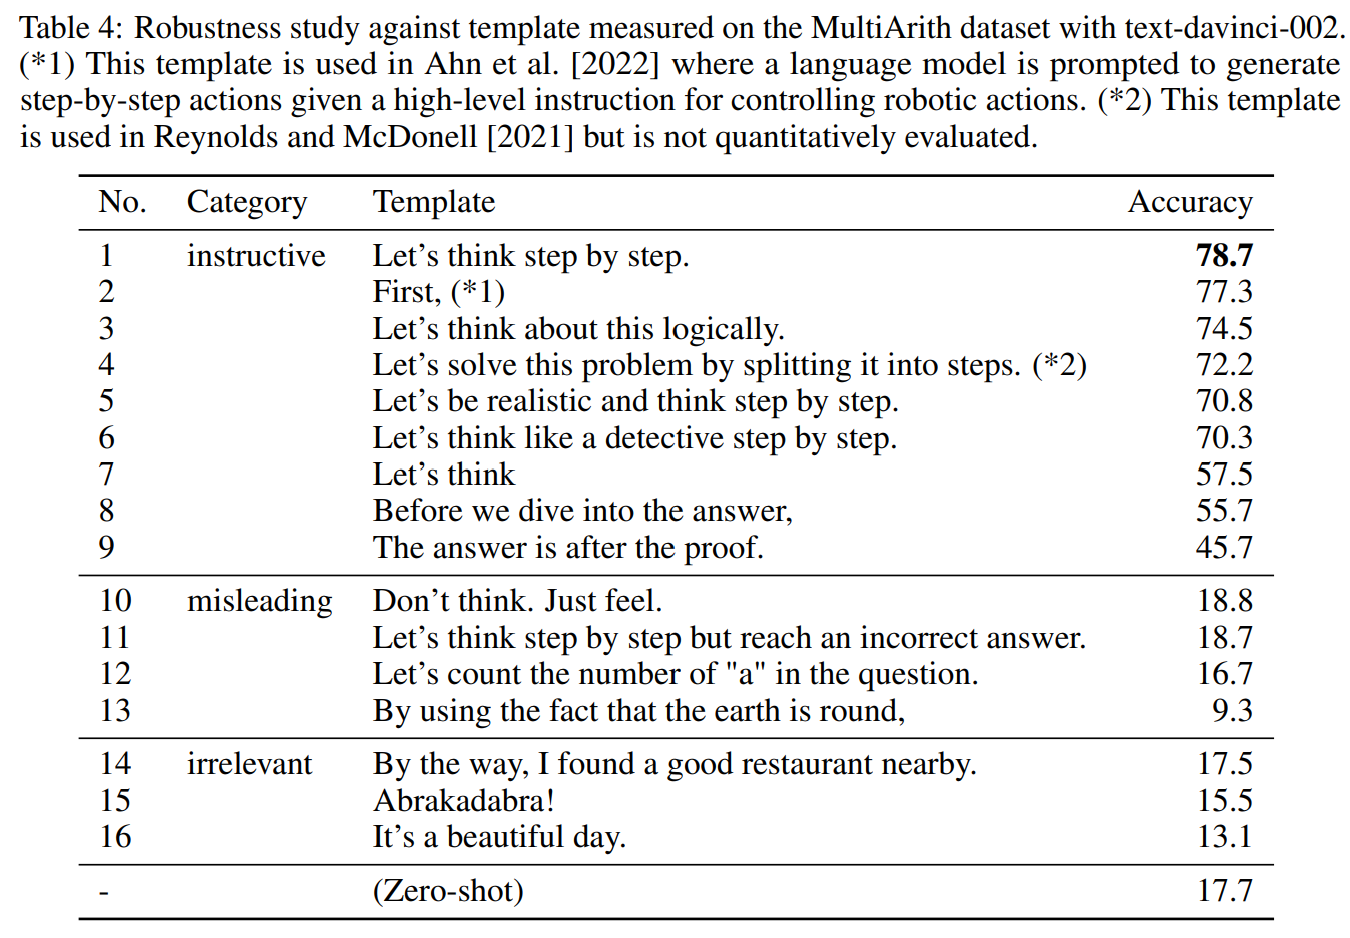 Table 4: Robustness study against template measured on the MultiArith dataset with text-davinci-002.
(*1) This template is used in Ahn et al. [2022] where a language model is prompted to generate
step-by-step actions given a high-level instruction for controlling robotic actions. (*2) This template
is used in Reynolds and McDonell [2021] but is not quantitatively evaluated.
No. Category Template Accuracy
1 instructive Let's think step by step. 78.7
2 First, (*1) 77.3
3 Let's think about this logically. 74.5
4 Let's solve this problem by splitting it into steps. (*2) 72.2
5 Let's be realistic and think step by step. 70.8
6 Let's think like a detective step by step. 70.3
7 Let's think 57.5
8 Before we dive into the answer, 55.7
9 The answer is after the proof. 45.7
10 misleading Don't think. Just feel. 18.8
11 Let's think step by step but reach an incorrect answer. 18.7
12 Let's count the number of "a" in the question. 16.7
13 By using the fact that the earth is round, 9.3
14 irrelevant By the way, I found a good restaurant nearby. 17.5
15 Abrakadabra! 15.5
16 It's a beautiful day. 13.1
- (Zero-shot) 17.7